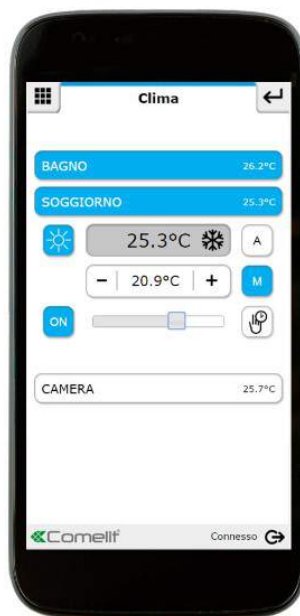 Clima
BAGNO 26.2°C
SOGGIORNO 25.3°C
25.3°C A
− 20.9°C + M
ON
CAMERA 25.7°C
Comelit® Connesso